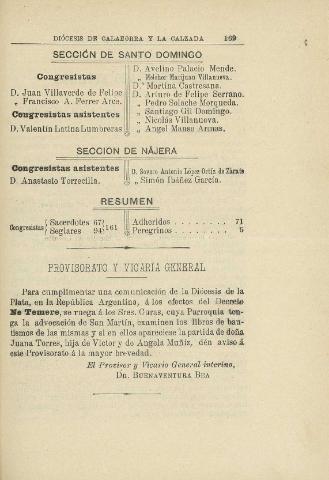 DIÓCESIS DE CALAHORRA Y LA CALZADA 169
SECCIÓN DE SANTO DOMINGO
Congresistas
D. Juan Villaverde de Felipe
„ Francisco A. Ferrer Arce.
Congresistas asistentes
D. Valentín Latina Lumbreras
D. Avelino Palacio Mende.
„ Melchor Marijuan Villanueva.
D.ª Martina Castresana.
D. Arturo de Felipe Serrano.
„ Pedro Solache Morqueda.
„ Santiago Gil Domingo.
„ Nicolás Villanueva.
„ Angel Manso Armas.
SECCION DE NÁJERA
Congresistas asistentes
D. Anastasio Torrecilla.
D. Severo Antonio López Ortiz de Zárate
„ Simón Ibáñez García.
RESUMEN
Congresistas Sacerdotes 67 161
Seglares 94
Adheridos . . . . . . . . 71
Peregrinos . . . . . . . 5
PROVISORATO Y VICARÍA GENERAL
Para cumplimentar una comunicación de la Diócesis de la
Plata, en la República Argentina, á los efectos del Decreto
Ne Temere, se ruega á los Sres. Curas, cuya Parroquia ten-
ga la advocación de San Martín, examinen los libros de bau-
tismos de las mismas y si en ellos apareciese la partida de doña
Juana Torres, hija de Víctor y de Angela Muñiz, dén aviso á
este Provisorato á la mayor brevedad.
El Provisor y Vicario General interino,
DR. BUENAVENTURA BEA